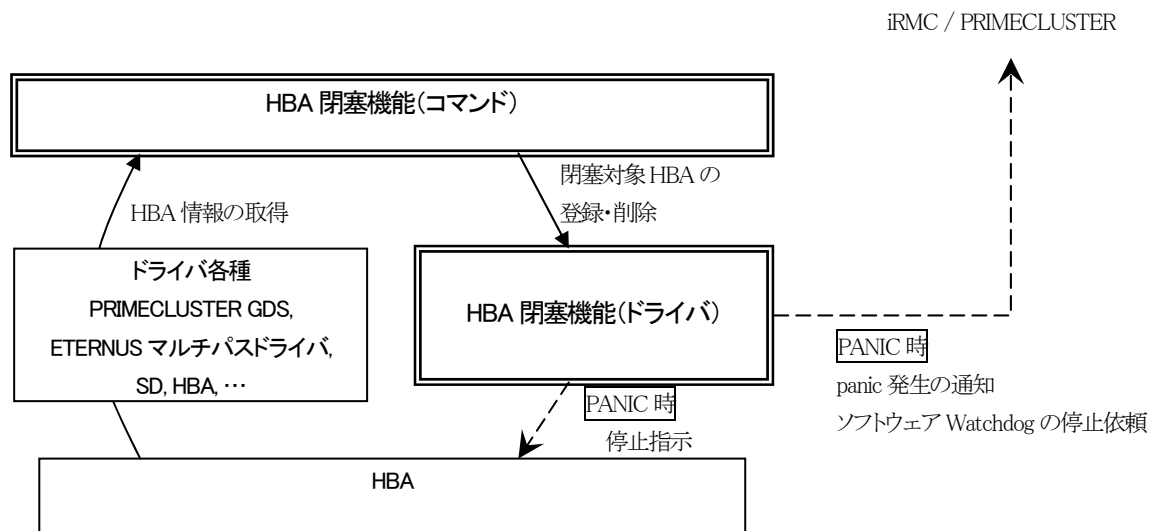 iRMC / PRIMECLUSTER
HBA 閉塞機能(コマンド)
閉塞対象 HBA の
登録・削除
HBA 情報の取得
ドライバ各種
PRIMECLUSTER GDS,
ETERNUS マルチパスドライバ,
SD, HBA, …
HBA 閉塞機能(ドライバ)
PANIC 時
panic 発生の通知
ソフトウェア Watchdog の停止依頼
PANIC 時
停止指示
HBA